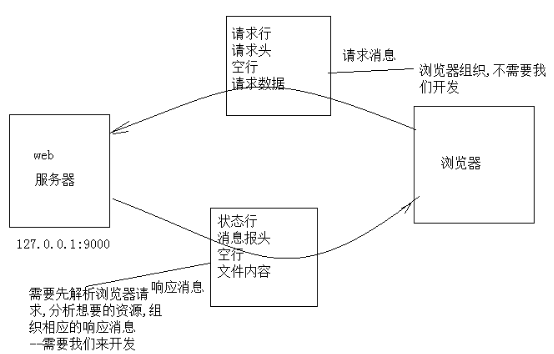 请求行
请求头
空行
请求数据
请求消息
浏览器组织,不需要我
们开发
web
服务器
127.0.0.1:9000
浏览器
状态行
消息报头
空行
文件内容
响应消息
需要先解析浏览器请
求,分析想要的资源,组
织相应的响应消息
--需要我们来开发